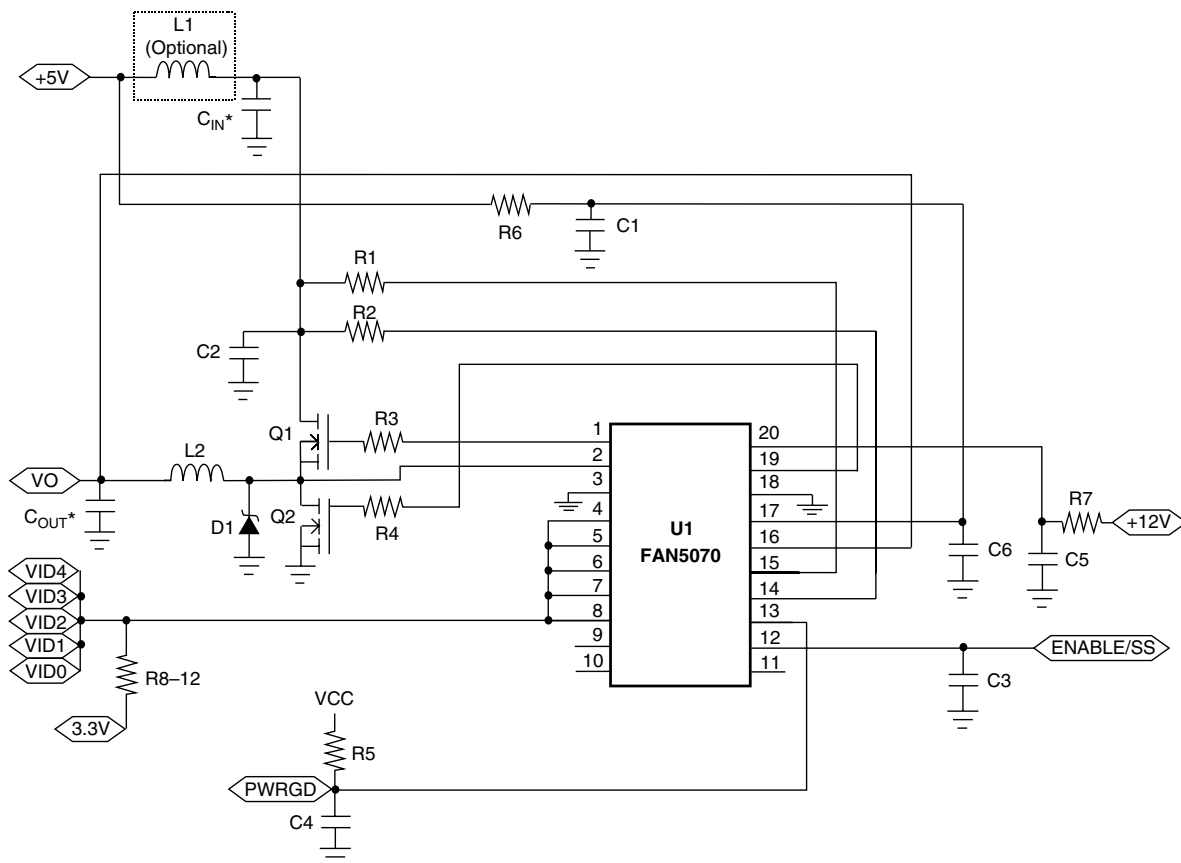 L1
(Optional)
+5V
CIN*
R6
C1
R1
R2
C2
Q1
R3
L2
VO
COUT*
D1
Q2
R4
1
2
3
4
5
6
7
8
9
10
U1
FAN5070
20
19
18
17
16
15
14
13
12
11
R7
+12V
C6
C5
VID4
VID3
VID2
VID1
VID0
R8–12
3.3V
ENABLE/SS
C3
VCC
R5
PWRGD
C4